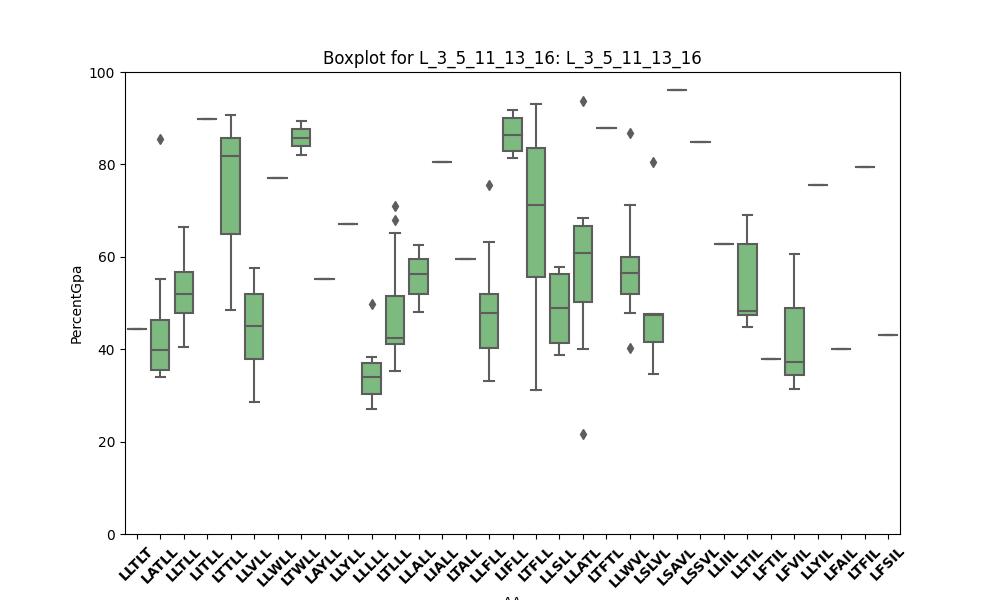 Boxplot for L_3_5_11_13_16: L_3_5_11_13_16
100
80
60
40
20
0
PercentGpa
LLTLT
LATLL
LLTLL
LITLL
LTTLL
LLVLL
LLWLL
LTWLL
LAYLL
LLYLL
LLLLL
LTLLL
LLALL
LIALL
LTALL
LLFLL
LIFLL
LTFLL
LLSLL
LLATL
LTFTL
LLWVL
LSLVL
LSAVL
LSSVL
LLIIL
LLTIL
LFTIL
LFVIL
LLYIL
LFAIL
LTFIL
LFSIL